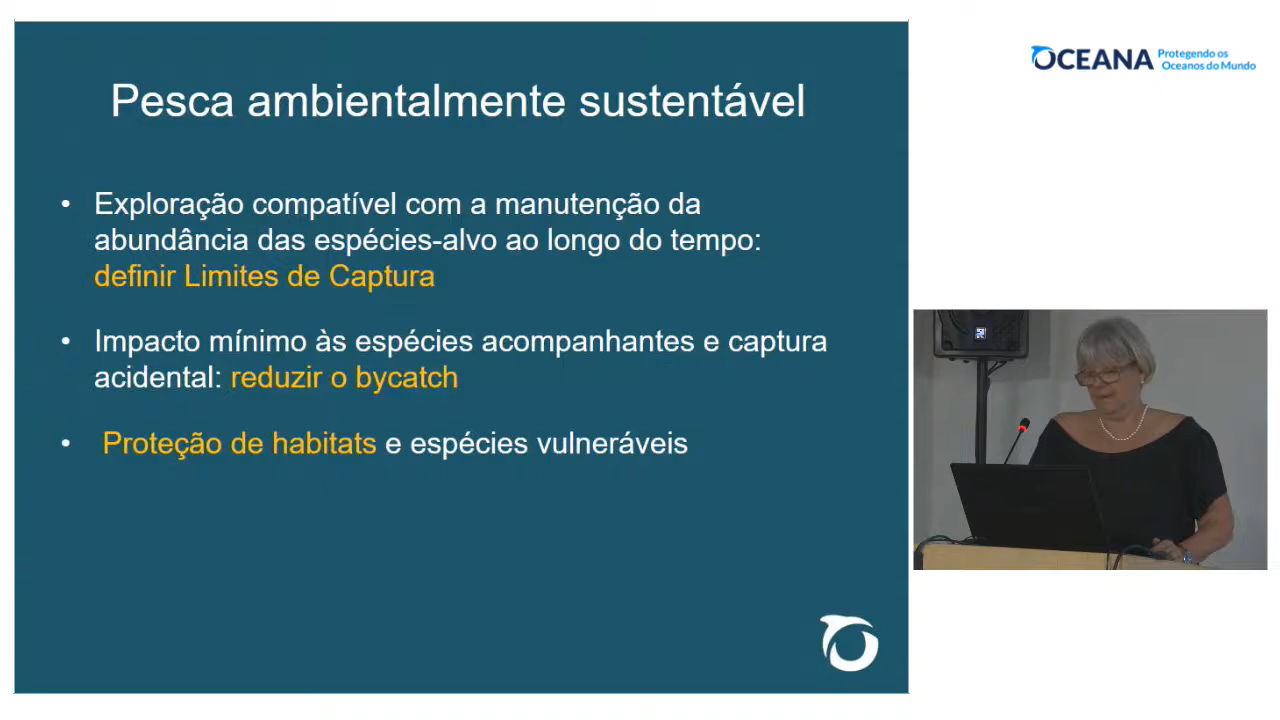 Pesca ambientalmente sustentável
• Exploração compatível com a manutenção da
abundância das espécies-alvo ao longo do tempo:
definir Limites de Captura
• Impacto mínimo às espécies acompanhantes e captura
acidental: reduzir o bycatch
• Proteção de habitats e espécies vulneráveis
OCEANA Protegendo os
Oceanos do Mundo